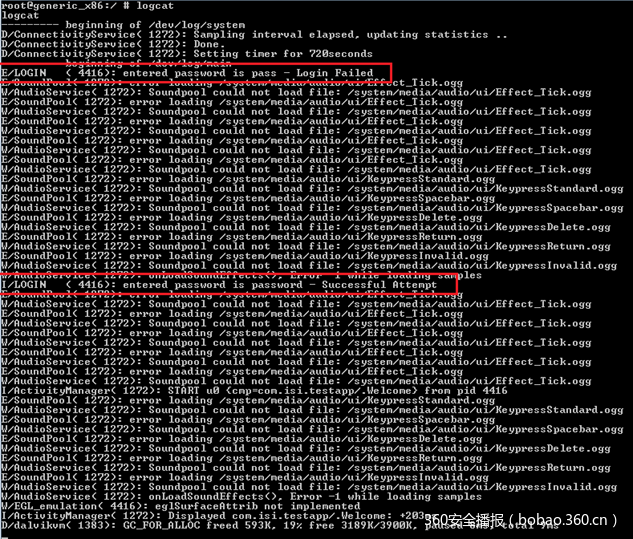 root@generic_x86:/ # logcat
logcat
--------- beginning of /dev/log/system
D/ConnectivityService( 1272): Sampling interval elapsed, updating statistics ..
D/ConnectivityService( 1272): Done.
D/ConnectivityService( 1272): Setting timer for 720seconds
--------- beginning of /dev/log/main
E/LOGIN   ( 4416): entered password is pass - Login Failed
E/SoundPool( 1272): error loading /system/media/audio/ui/Effect_Tick.ogg
W/AudioService( 1272): Soundpool could not load file: /system/media/audio/ui/Effect_Tick.ogg
E/SoundPool( 1272): error loading /system/media/audio/ui/Effect_Tick.ogg
W/AudioService( 1272): Soundpool could not load file: /system/media/audio/ui/Effect_Tick.ogg
E/SoundPool( 1272): error loading /system/media/audio/ui/Effect_Tick.ogg
W/AudioService( 1272): Soundpool could not load file: /system/media/audio/ui/Effect_Tick.ogg
E/SoundPool( 1272): error loading /system/media/audio/ui/Effect_Tick.ogg
W/AudioService( 1272): Soundpool could not load file: /system/media/audio/ui/Effect_Tick.ogg
E/SoundPool( 1272): error loading /system/media/audio/ui/Effect_Tick.ogg
W/AudioService( 1272): Soundpool could not load file: /system/media/audio/ui/Effect_Tick.ogg
E/SoundPool( 1272): error loading /system/media/audio/ui/KeypressStandard.ogg
W/AudioService( 1272): Soundpool could not load file: /system/media/audio/ui/KeypressStandard.ogg
E/SoundPool( 1272): error loading /system/media/audio/ui/KeypressSpacebar.ogg
W/AudioService( 1272): Soundpool could not load file: /system/media/audio/ui/KeypressSpacebar.ogg
E/SoundPool( 1272): error loading /system/media/audio/ui/KeypressDelete.ogg
W/AudioService( 1272): Soundpool could not load file: /system/media/audio/ui/KeypressDelete.ogg
E/SoundPool( 1272): error loading /system/media/audio/ui/KeypressReturn.ogg
W/AudioService( 1272): Soundpool could not load file: /system/media/audio/ui/KeypressReturn.ogg
E/SoundPool( 1272): error loading /system/media/audio/ui/KeypressInvalid.ogg
W/AudioService( 1272): Soundpool could not load file: /system/media/audio/ui/KeypressInvalid.ogg
W/AudioService( 1272): onLoadSoundEffects(), Error -1 while loading samples
I/LOGIN   ( 4416): entered password is password - Successful Attempt
E/SoundPool( 1272): error loading /system/media/audio/ui/Effect_Tick.ogg
W/AudioService( 1272): Soundpool could not load file: /system/media/audio/ui/Effect_Tick.ogg
E/SoundPool( 1272): error loading /system/media/audio/ui/Effect_Tick.ogg
W/AudioService( 1272): Soundpool could not load file: /system/media/audio/ui/Effect_Tick.ogg
E/SoundPool( 1272): error loading /system/media/audio/ui/Effect_Tick.ogg
W/AudioService( 1272): Soundpool could not load file: /system/media/audio/ui/Effect_Tick.ogg
E/SoundPool( 1272): error loading /system/media/audio/ui/Effect_Tick.ogg
W/AudioService( 1272): Soundpool could not load file: /system/media/audio/ui/Effect_Tick.ogg
E/SoundPool( 1272): error loading /system/media/audio/ui/Effect_Tick.ogg
W/AudioService( 1272): Soundpool could not load file: /system/media/audio/ui/Effect_Tick.ogg
I/ActivityManager( 1272): START u0 {cmp=com.isi.testapp/.Welcome} from pid 4416
E/SoundPool( 1272): error loading /system/media/audio/ui/KeypressStandard.ogg
W/AudioService( 1272): Soundpool could not load file: /system/media/audio/ui/KeypressStandard.ogg
E/SoundPool( 1272): error loading /system/media/audio/ui/KeypressSpacebar.ogg
W/AudioService( 1272): Soundpool could not load file: /system/media/audio/ui/KeypressSpacebar.ogg
E/SoundPool( 1272): error loading /system/media/audio/ui/KeypressDelete.ogg
W/AudioService( 1272): Soundpool could not load file: /system/media/audio/ui/KeypressDelete.ogg
E/SoundPool( 1272): error loading /system/media/audio/ui/KeypressReturn.ogg
W/AudioService( 1272): Soundpool could not load file: /system/media/audio/ui/KeypressReturn.ogg
E/SoundPool( 1272): error loading /system/media/audio/ui/KeypressInvalid.ogg
W/AudioService( 1272): Soundpool could not load file: /system/media/audio/ui/KeypressInvalid.ogg
W/AudioService( 1272): onLoadSoundEffects(), Error -1 while loading samples
W/EGL_emulation( 4416): eglSurfaceAttrib not implemented
I/ActivityManager( 1272): Displayed com.isi.testapp/.Welcome: +203ms
D/dalvikvm( 1383): GC_FOR_ALLOC freed 593K, 19% free 3189K/3900K, paused total
360安全播报（bobao.360.cn）